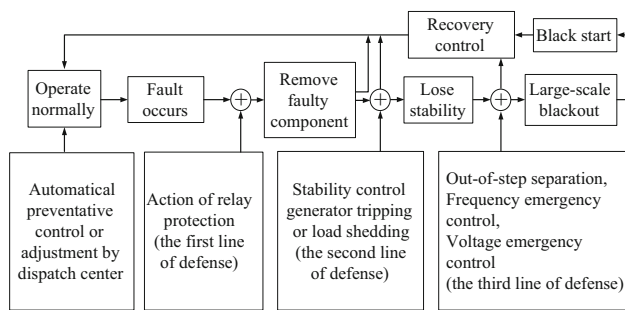 Recovery
control
Black start
Operate
normally
Fault
occurs
Remove
faulty
component
Lose
stability
Large-scale
blackout
Automatical
preventative
control or
adjustment by
dispatch center
Action of relay
protection
(the first line
of defense)
Stability control
generator tripping
or load shedding
(the second line
of defense)
Out-of-step separation,
Frequency emergency
control,
Voltage emergency
control
(the third line of defense)